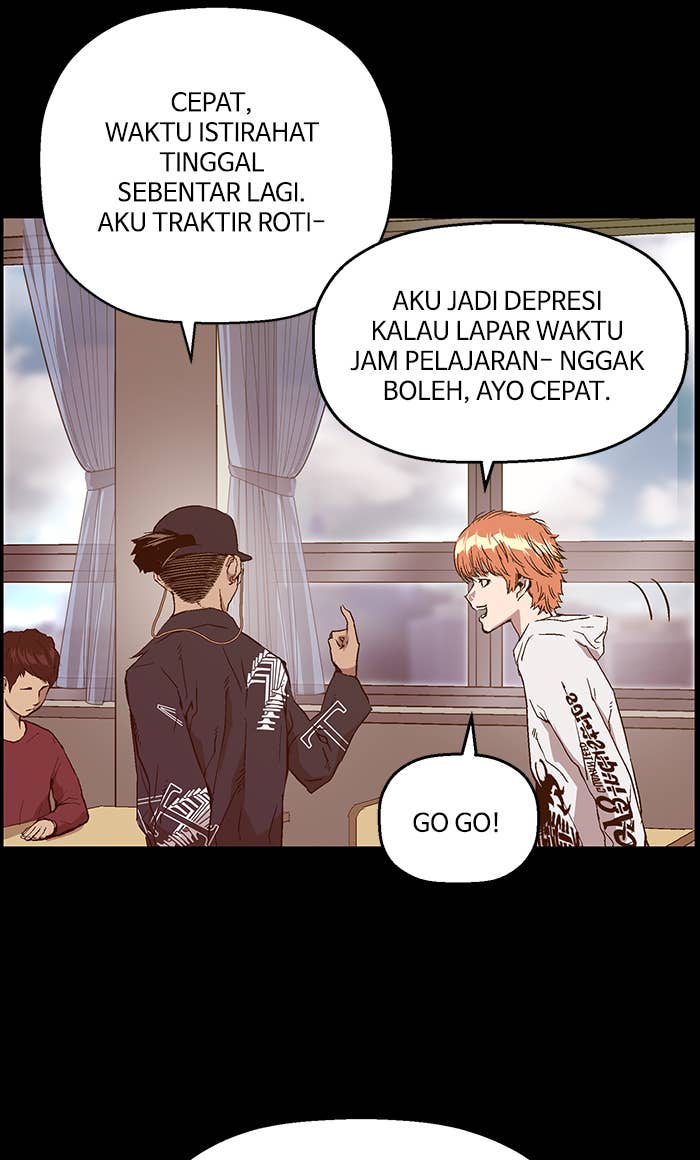 CEPAT,
WAKTU ISTIRAHAT
TINGGAL
SEBENTAR LAGI.
AKU TRAKTIR ROTI-
AKU JADI DEPRESI
KALAU LAPAR WAKTU
JAM PELAJARAN- NGGAK
BOLEH, AYO CEPAT.
GO GO!